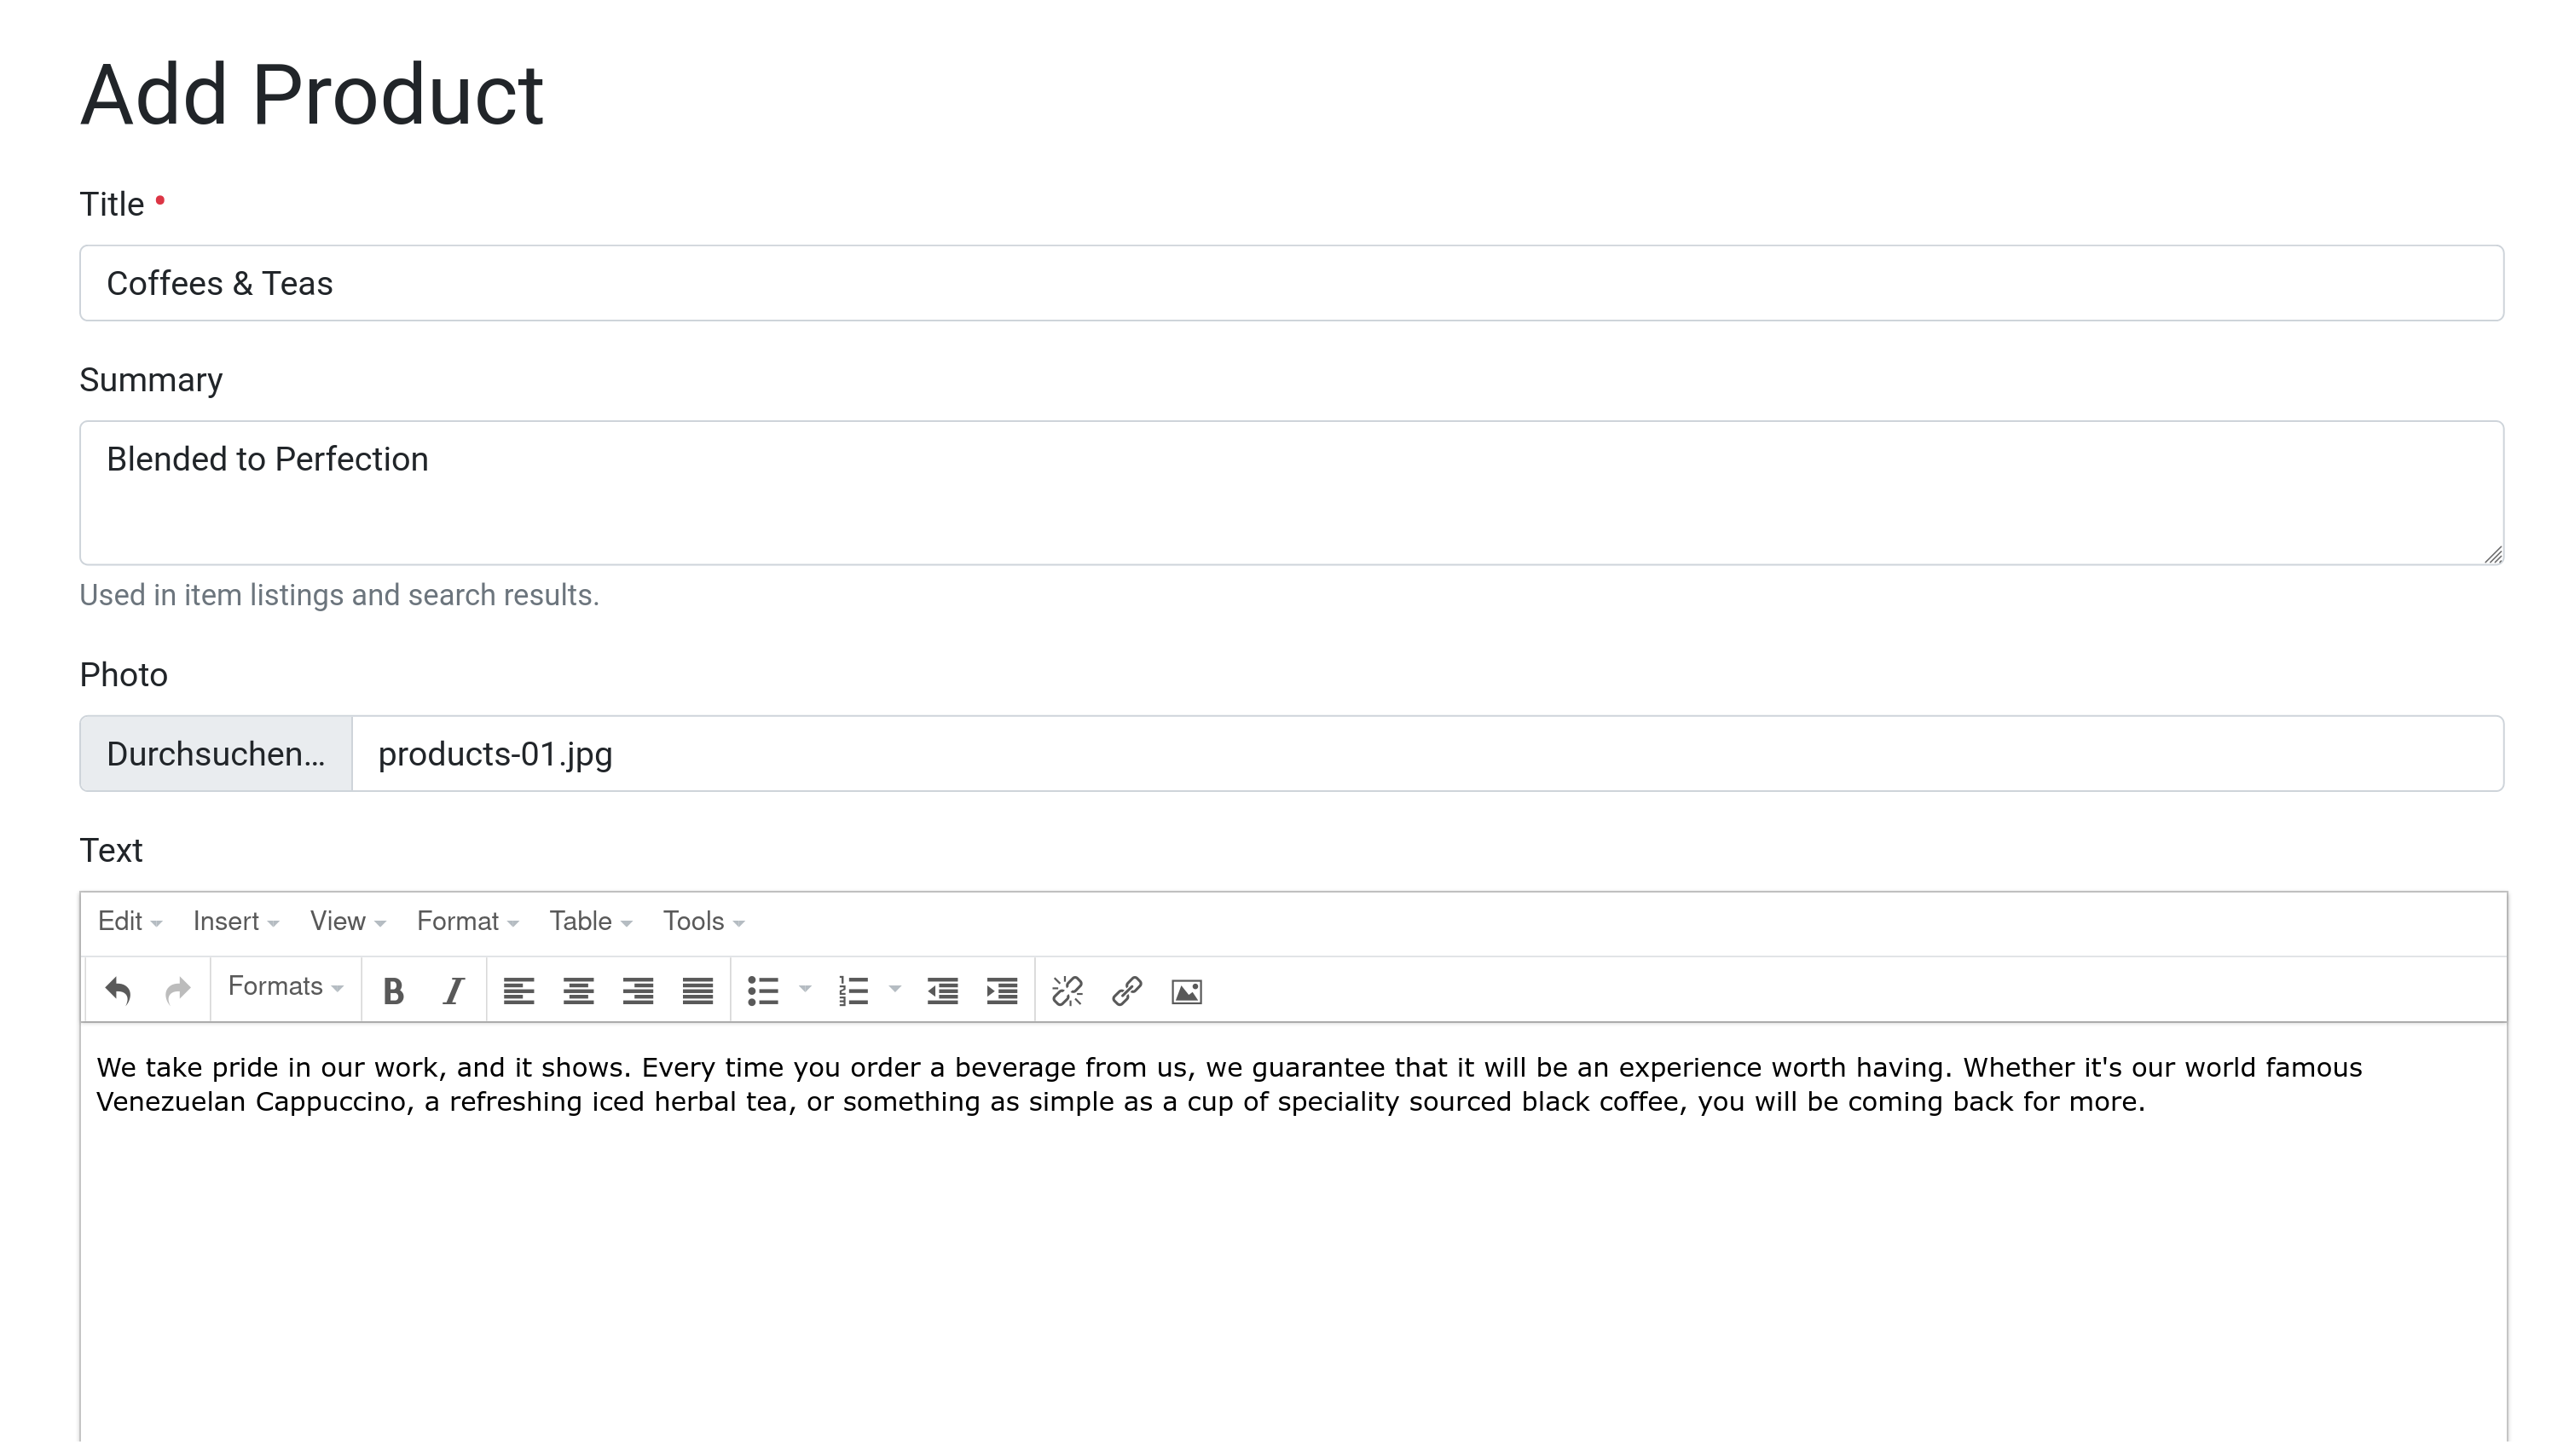 Add Product
Title •
Coffees & Teas
Summary
Blended to Perfection
Used in item listings and search results.
Photo
Durchsuchen... products-01.jpg
Text
Edit Insert View Format Table Tools
Formats B I
We take pride in our work, and it shows. Every time you order a beverage from us, we guarantee that it will be an experience worth having. Whether it's our world famous
Venezuelan Cappuccino, a refreshing iced herbal tea, or something as simple as a cup of speciality sourced black coffee, you will be coming back for more.